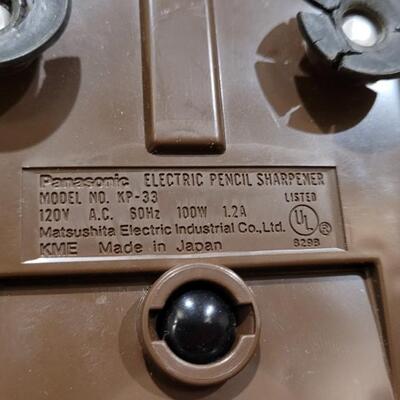 Panasonic ELECTRIC PENCIL SHARPENER
MODEL NO. KP-33 LISTED
120V A.C. 60Hz 100W 1.2A UL ®
Matsushita Electric Industrial Co., Ltd.
KME Made in Japan 829B